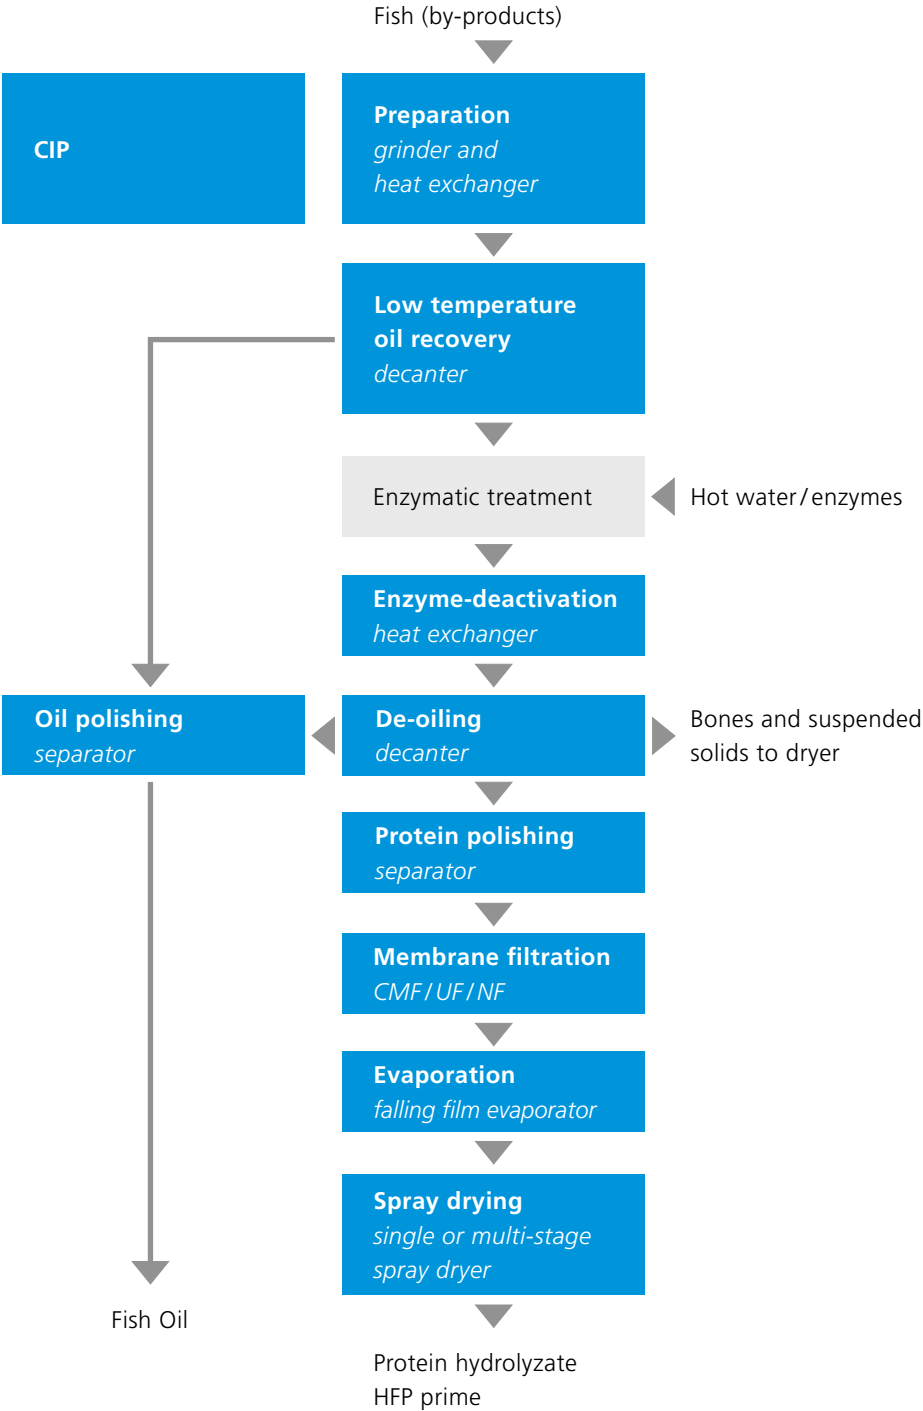 Fish (by-products)
CIP
Preparation
grinder and
heat exchanger
Low temperature
oil recovery
decanter
Enzymatic treatment
Hot water/enzymes
Enzyme-deactivation
heat exchanger
Oil polishing
separator
De-oiling
decanter
Bones and suspended
solids to dryer
Protein polishing
separator
Membrane filtration
CMF/UF/NF
Evaporation
falling film evaporator
Spray drying
single or multi-stage
spray dryer
Fish Oil
Protein hydrolyzate
HFP prime